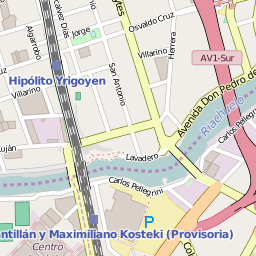 Osvaldo Cruz
Jorge
Villarino
Herrera
AV1-Sur
Algarrobo
San Antonio
Hipólito Yrigoyen
Villarino
Avenida Don Pedro de
Riachuelo
Carlos Pelle
Luján
Lavadero
Carlos Pellegrini
P
ntillán y Maximiliano Kosteki (Provisoria)
Centro